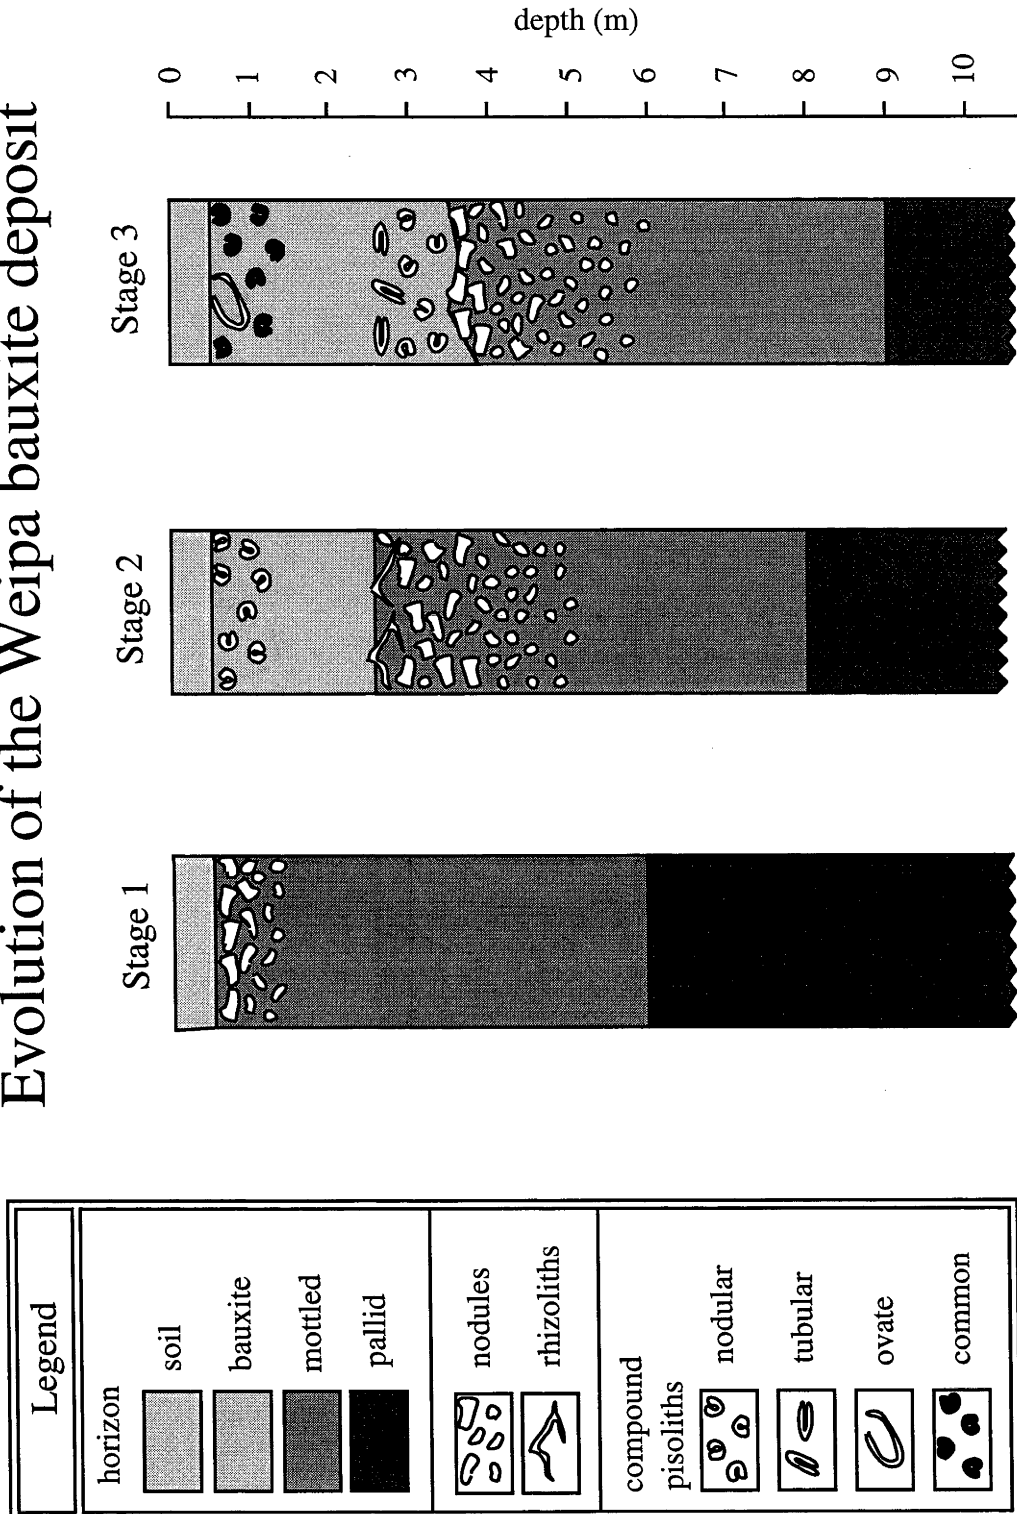 Evolution of the Weipa bauxite deposit
Legend
horizon
soil
bauxite
mottled
pallid
nodules
rhizoliths
compound
pisoliths
nodular
tubular
ovate
common
Stage 1
Stage 2
Stage 3
0
1
2
3
4
5
6
7
8
9
10
depth (m)